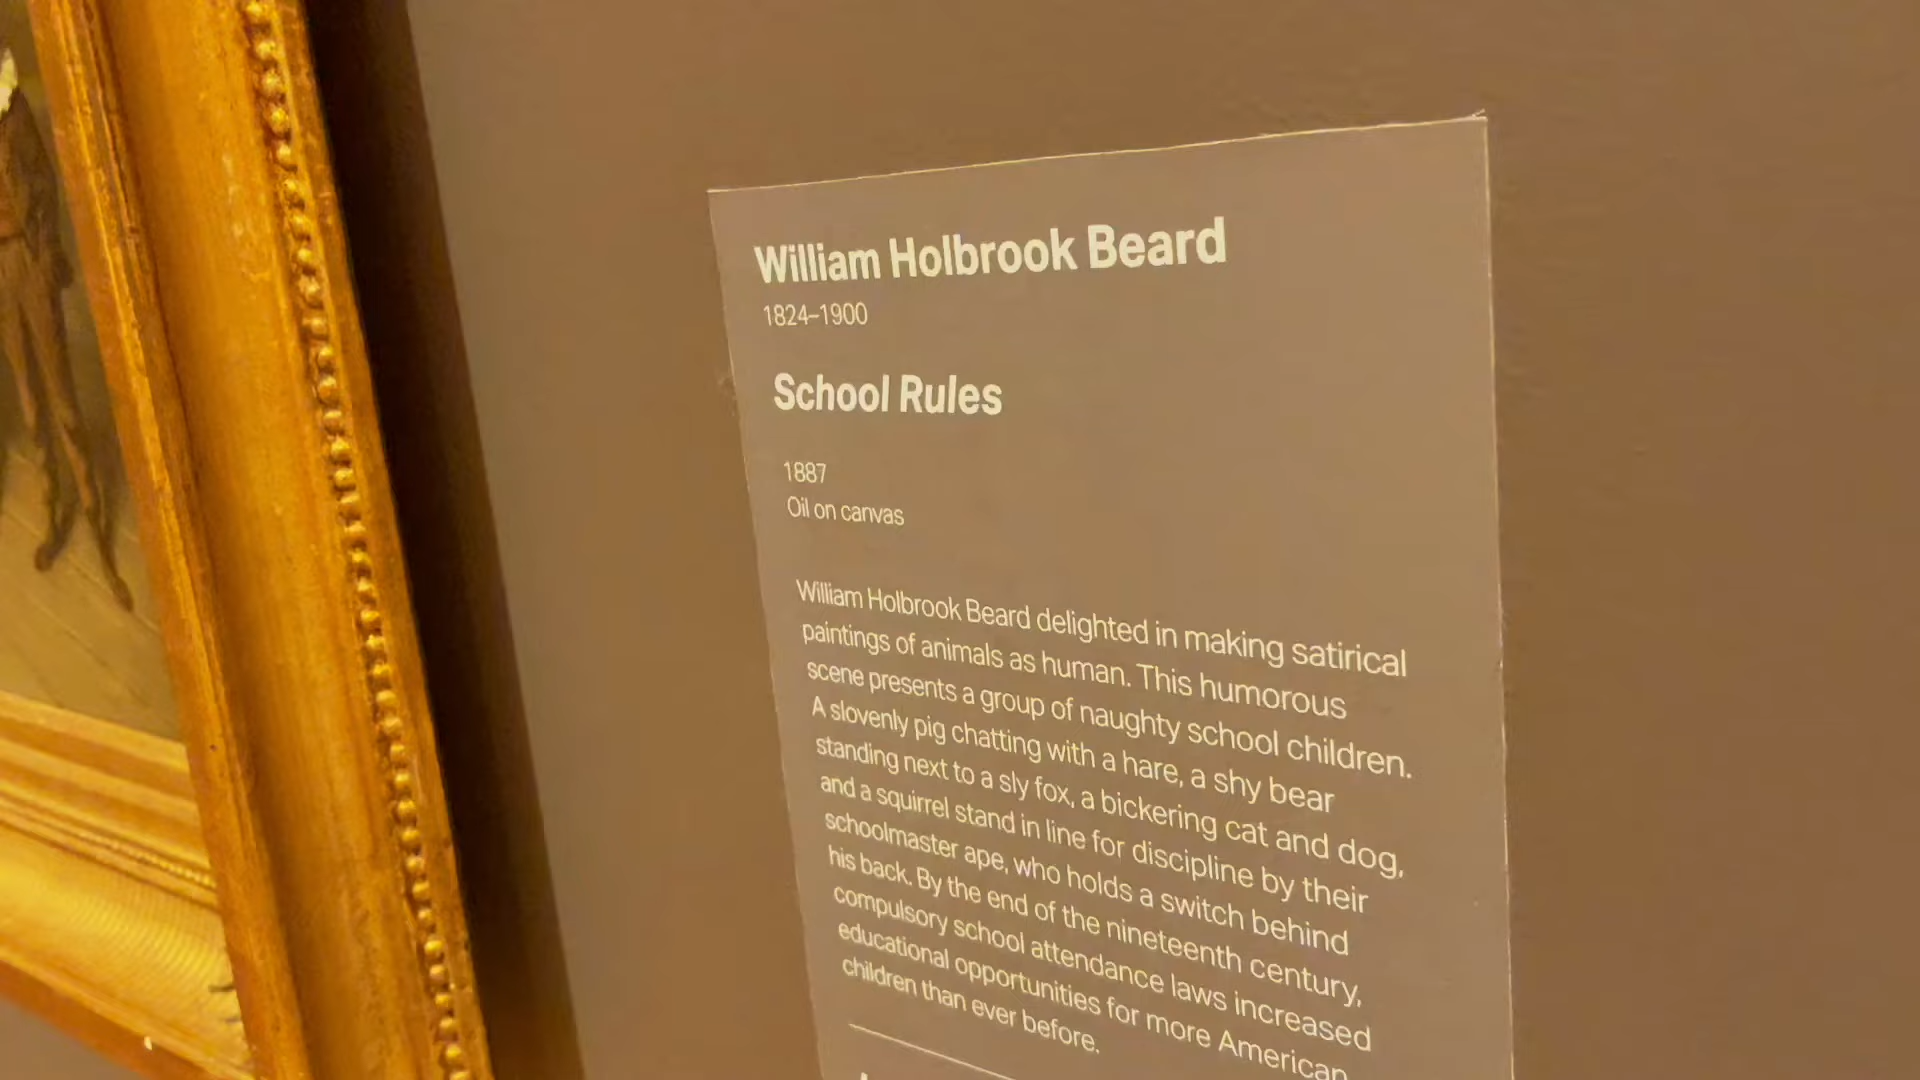 William Holbrook Beard
1824–1900
School Rules
1887
Oil on canvas
William Holbrook Beard delighted in making satirical
paintings of animals as human. This humorous
scene presents a group of naughty school children.
A slovenly pig chatting with a hare, a shy bear
standing next to a sly fox, a bickering cat and dog,
and a squirrel stand in line for discipline by their
schoolmaster ape, who holds a switch behind
his back. By the end of the nineteenth century,
compulsory school attendance laws increased
educational opportunities for more American
children than ever before.